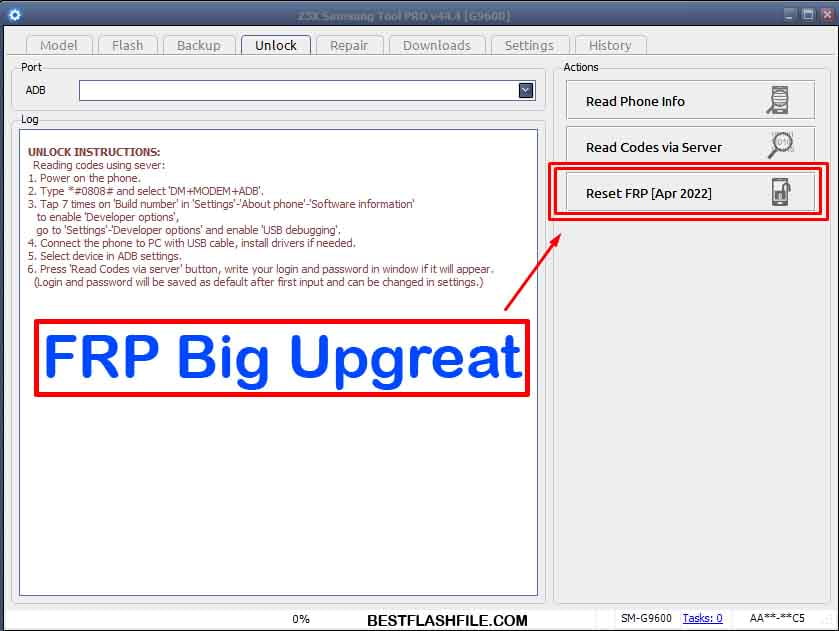 Z3X Samsung Tool PRO v44.4 [G9600]
Model Flash Backup Unlock Repair Downloads Settings History
Port
ADB
Log
UNLOCK INSTRUCTIONS:
Reading codes using sever:
1. Power on the phone.
2. Type *#0808# and select 'DM+MODEM+ADB'.
3. Tap 7 times on 'Build number' in 'Settings'-'About phone'-'Software information'
to enable 'Developer options',
go to 'Settings'-'Developer options' and enable 'USB debugging'.
4. Connect the phone to PC with USB cable, install drivers if needed.
5. Select device in ADB settings.
6. Press 'Read Codes via server' button, write your login and password in window if it will appear.
(Login and password will be saved as default after first input and can be changed in settings.)
FRP Big Upgreat
Actions
Read Phone Info
Read Codes via Server
Reset FRP [Apr 2022]
0% BESTFLASHFILE.COM SM-G9600 Tasks: 0 AA**-**C5